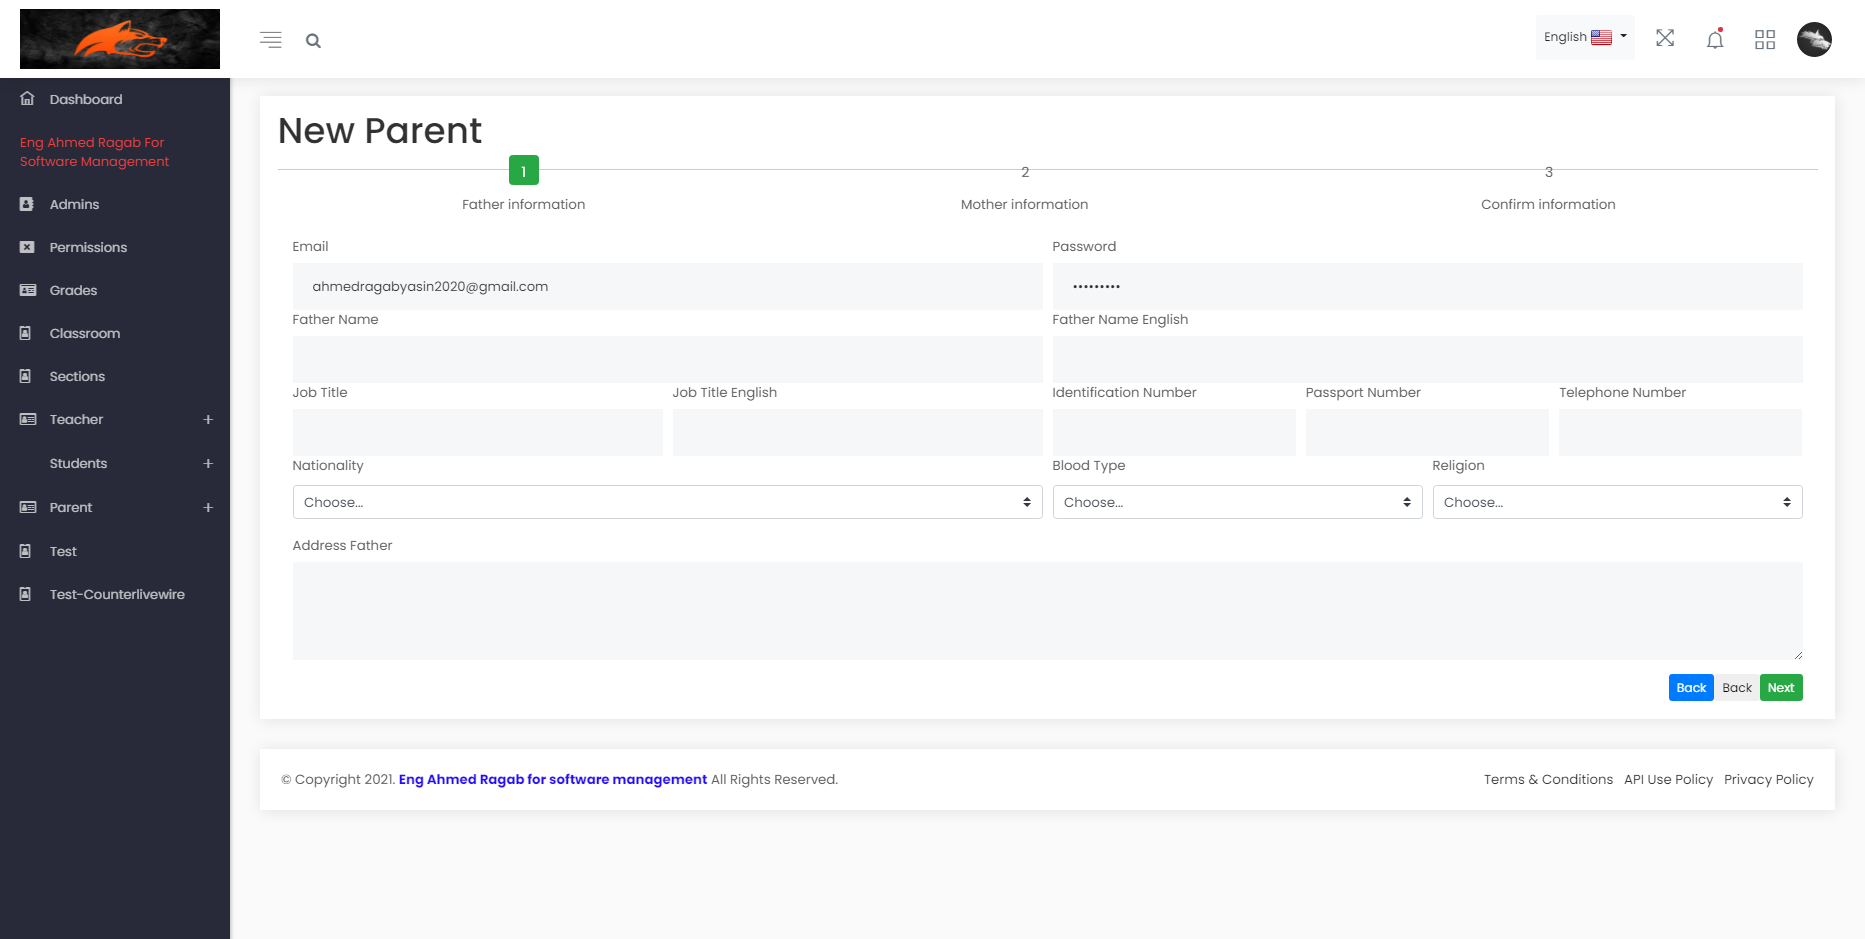 English
Dashboard
Eng Ahmed Ragab For
Software Management
Admins
Permissions
Grades
Classroom
Sections
Teacher +
Students +
Parent +
Test
Test-Counterlivewire
New Parent
1 2 3
Father information Mother information Confirm information
Email Password
ahmedragabyasin2020@gmail.com •••••••••
Father Name Father Name English
Job Title Job Title English Identification Number Passport Number Telephone Number
Nationality Blood Type Religion
Choose... Choose... Choose...
Address Father
Back Back Next
© Copyright 2021. Eng Ahmed Ragab for software management All Rights Reserved. Terms & Conditions API Use Policy Privacy Policy